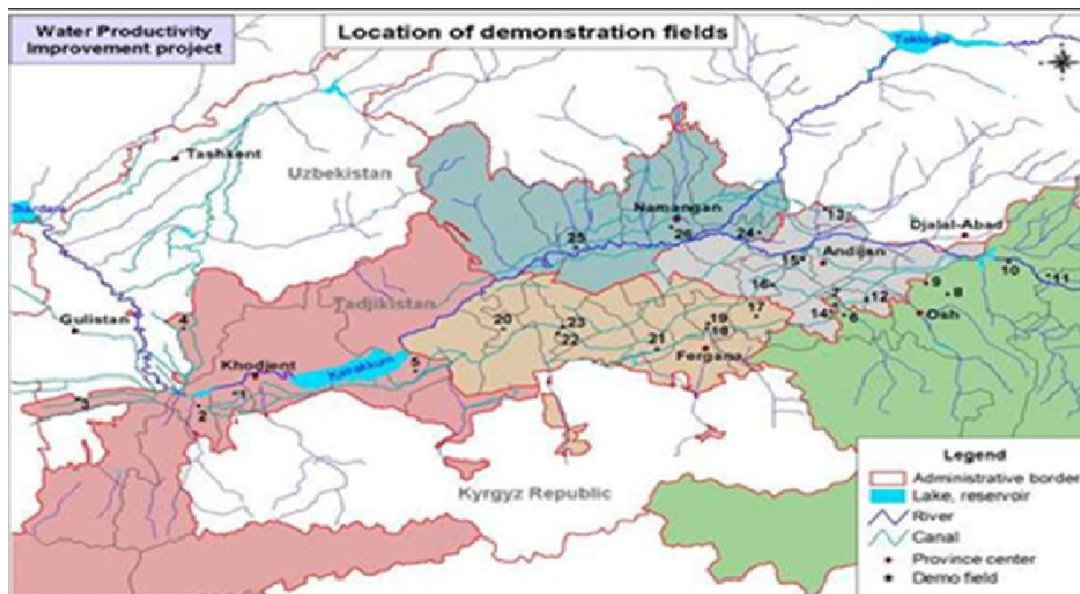 Water Productivity
Improvement project
Location of demonstration fields
Toktogul
Tashkent
Uzbekistan
Namangan
Djalal-Abad
13
25
26
24
Andijan
15
10
11
9
8
16
Tadjikistan
7
12
17
14
6
Osh
Gulistan
4
20
23
22
19
18
21
Fergana
Khodjent
Kairakkum
5
3
2
1
Kyrgyz Republic
Legend
Administrative border
Lake, reservoir
River
Canal
Province center
Demo field